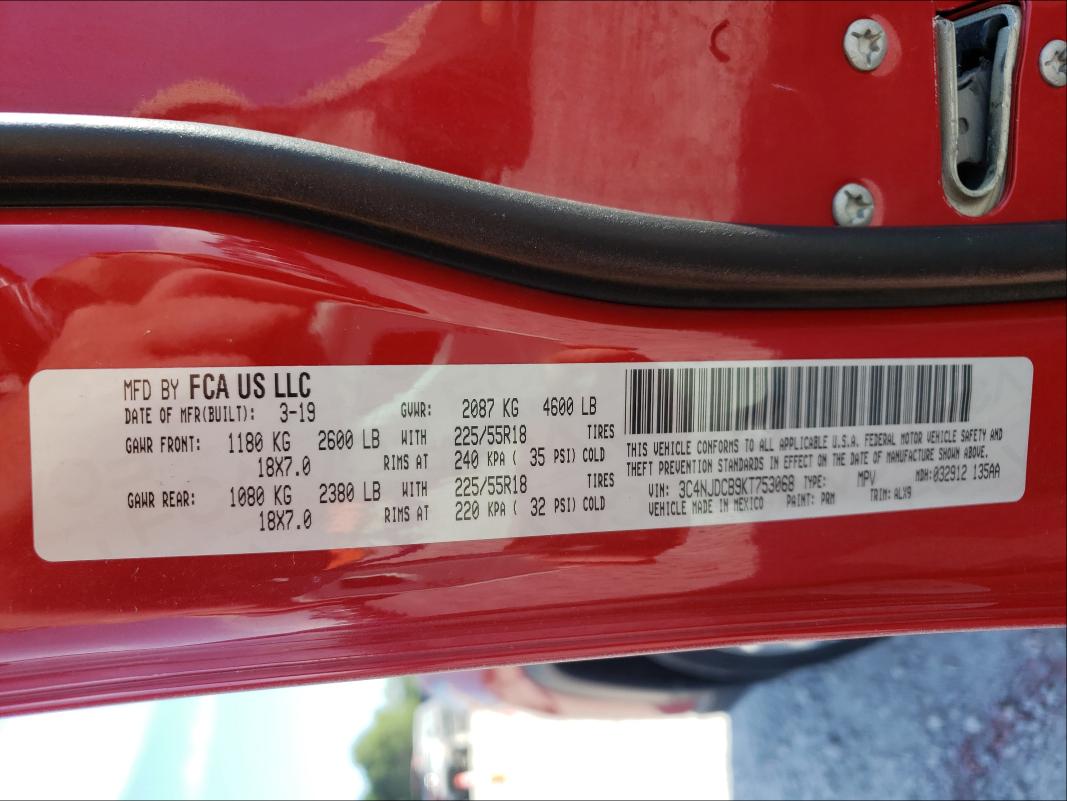 MFD BY FCA US LLC
DATE OF MFR(BUILT): 3-19 GVWR: 2087 KG 4600 LB
GAWR FRONT: 1180 KG 2600 LB WITH 225/55R18 TIRES
18X7.0 RIMS AT 240 KPA ( 35 PSI) COLD
GAWR REAR: 1080 KG 2380 LB WITH 225/55R18
18X7.0 RIMS AT 220 KPA ( 32 PSI) COLD
THIS VEHICLE CONFORMS TO ALL APPLICABLE U.S.A. FEDERAL MOTOR VEHICLE SAFETY AND
THEFT PREVENTION STANDARDS IN EFFECT ON THE DATE OF MANUFACTURE SHOWN ABOVE.
VIN: 3C4NJDCB9KT753068 TYPE: MPV MDH:032912 135AA
VEHICLE MADE IN MEXICO PAINT: PRM TRIM: ALX9